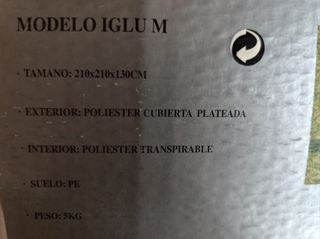 MODELO IGLU M
· TAMANO: 210x210x130CM
· EXTERIOR: POLIESTER CUBIERTA PLATEADA
· INTERIOR: POLIESTER TRANSPIRABLE
· SUELO: PE
· PESO: 5KG